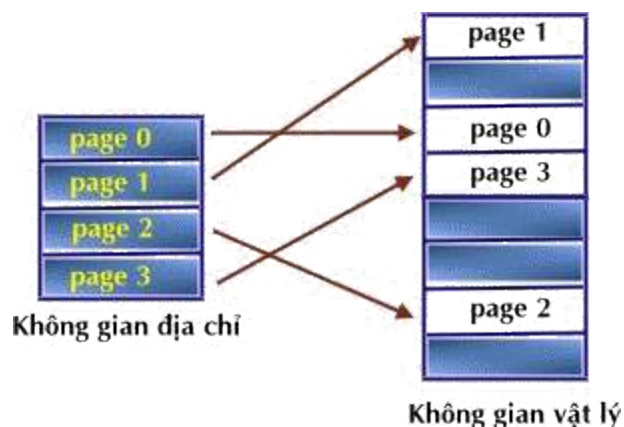 page 0
page 1
page 2
page 3
Không gian địa chỉ
page 1
page 0
page 3
page 2
Không gian vật lý